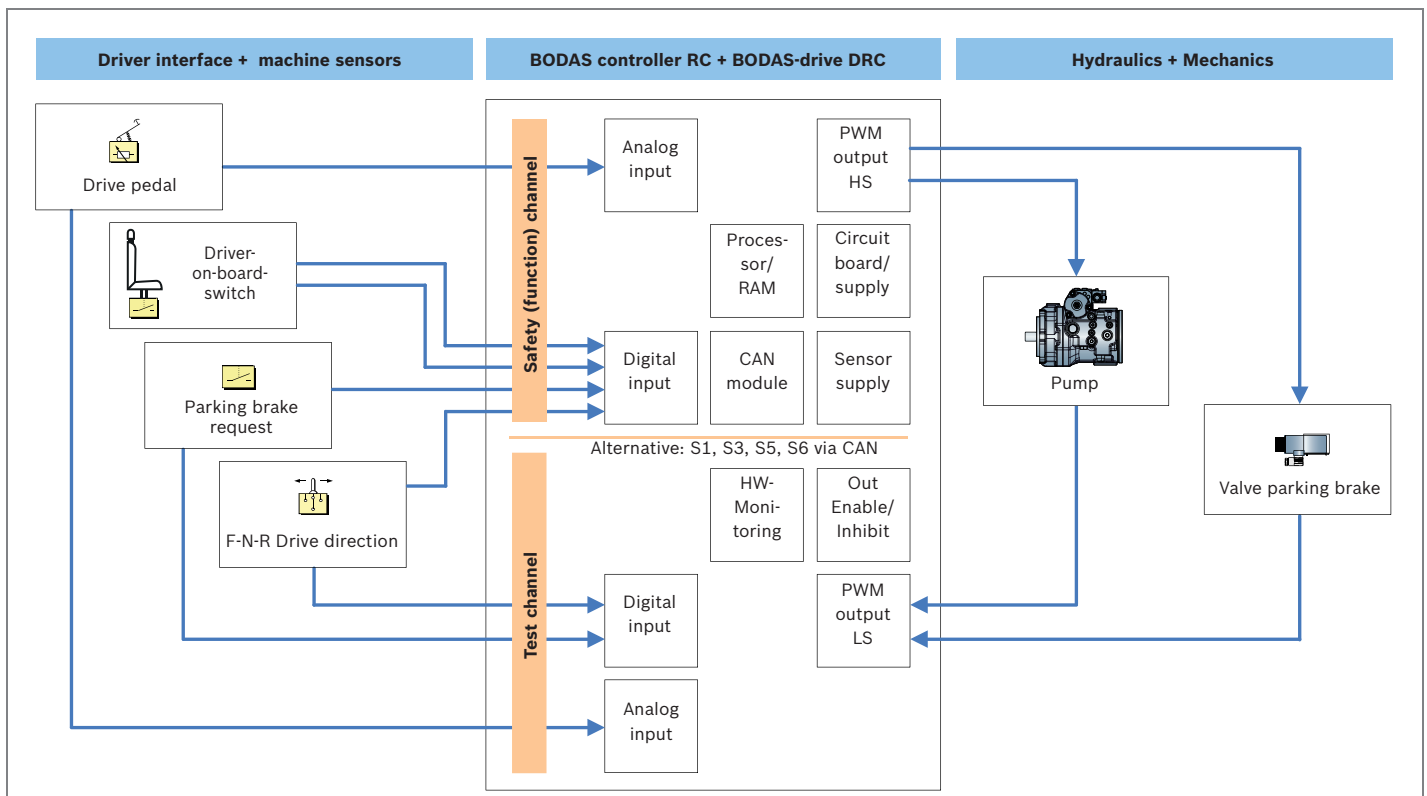 Driver interface + machine sensors
BODAS controller RC + BODAS-drive DRC
Hydraulics + Mechanics
Drive pedal
Driver-
on-board-
switch
Parking brake
request
F-N-R Drive direction
Safety (function) channel
Test channel
Analog
input
PWM
output
HS
Proces-
sor/
RAM
Circuit
board/
supply
Digital
input
CAN
module
Sensor
supply
Alternative: S1, S3, S5, S6 via CAN
HW-
Moni-
toring
Out
Enable/
Inhibit
Digital
input
PWM
output
LS
Analog
input
Pump
Valve parking brake